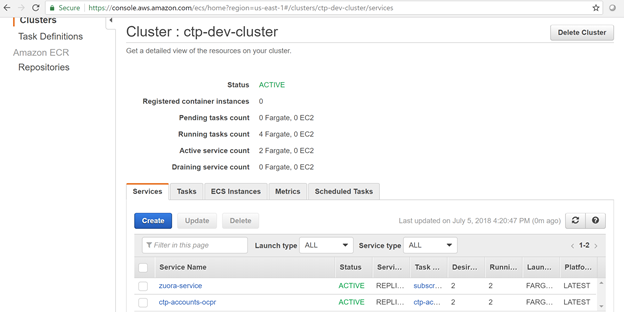 Secure https://console.aws.amazon.com/ecs/home?region=us-east-1#/clusters/ctp-dev-cluster/services
Clusters
Task Definitions
Amazon ECR
Repositories
Cluster : ctp-dev-cluster
Delete Cluster
Get a detailed view of the resources on your cluster.
Status ACTIVE
Registered container instances 0
Pending tasks count 0 Fargate, 0 EC2
Running tasks count 4 Fargate, 0 EC2
Active service count 2 Fargate, 0 EC2
Draining service count 0 Fargate, 0 EC2
Services Tasks ECS Instances Metrics Scheduled Tasks
Create Update Delete Last updated on July 5, 2018 4:20:47 PM (0m ago)
Filter in this page Launch type ALL Service type ALL 1-2
Service Name Status Servi... Task ... Desir... Runni... Laun... Platfo...
zuora-service ACTIVE REPLI... subscr... 2 2 FARG... LATEST
ctp-accounts-ocpr ACTIVE REPLI... ctp-ac... 2 2 FARG... LATEST